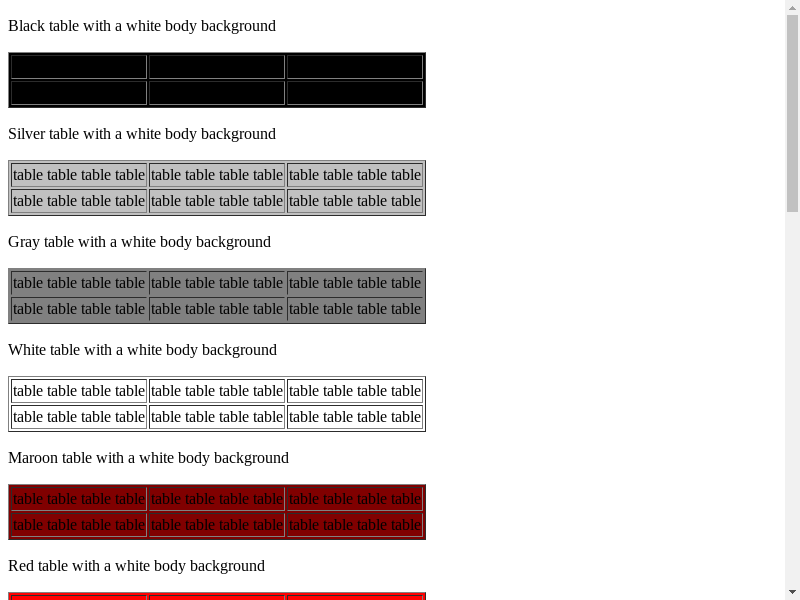 Black table with a white body background
Silver table with a white body background
table table table table table table table table table table table table
table table table table table table table table table table table table
Gray table with a white body background
table table table table table table table table table table table table
table table table table table table table table table table table table
White table with a white body background
table table table table table table table table table table table table
table table table table table table table table table table table table
Maroon table with a white body background
table table table table table table table table table table table table
table table table table table table table table table table table table
Red table with a white body background